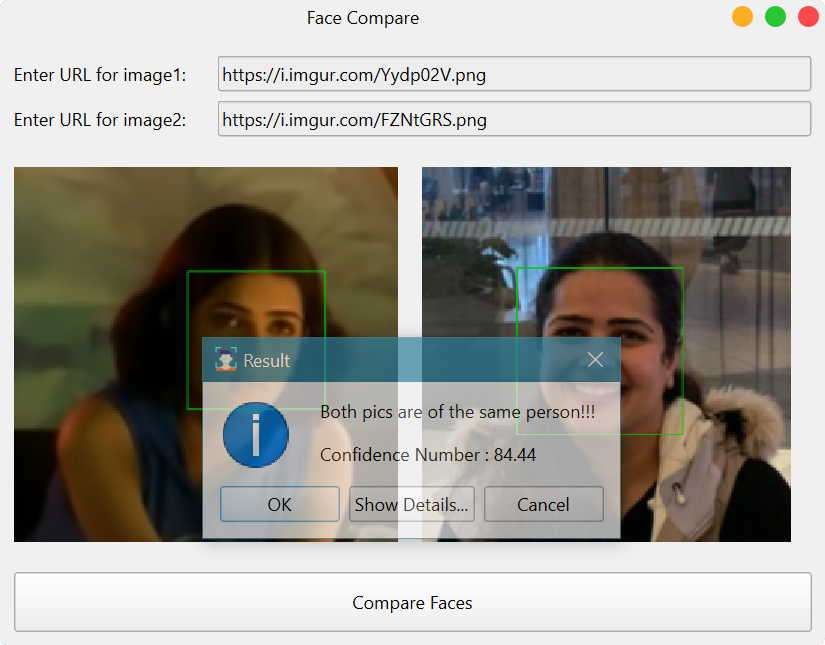 Face Compare
Enter URL for image1: https://i.imgur.com/Yydp02V.png
Enter URL for image2: https://i.imgur.com/FZNtGRS.png
Result
Both pics are of the same person!!!
Confidence Number : 84.44
OK Show Details... Cancel
Compare Faces